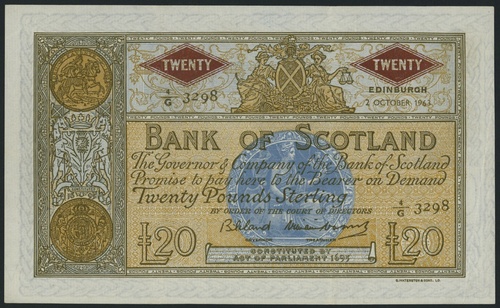 TWENTY
TWENTY
EDINBURGH
4/G 3298
2 OCTOBER 1963
BANK OF SCOTLAND
The Governor & Company of the Bank of Scotland
Promise to pay here to the Bearer on Demand
Twenty Pounds Sterling
4/G 3298
BY ORDER OF THE COURT OF DIRECTORS
GOVERNOR
TREASURER
£20
£20
CONSTITUTED BY
ACT OF PARLIAMENT 1695